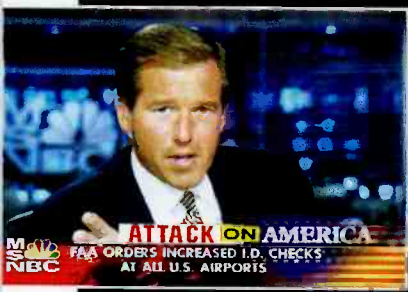 ATTACK ON AMERICA
MSNBC
FAA ORDERS INCREASED I.D. CHECKS
AT ALL U.S. AIRPORTS